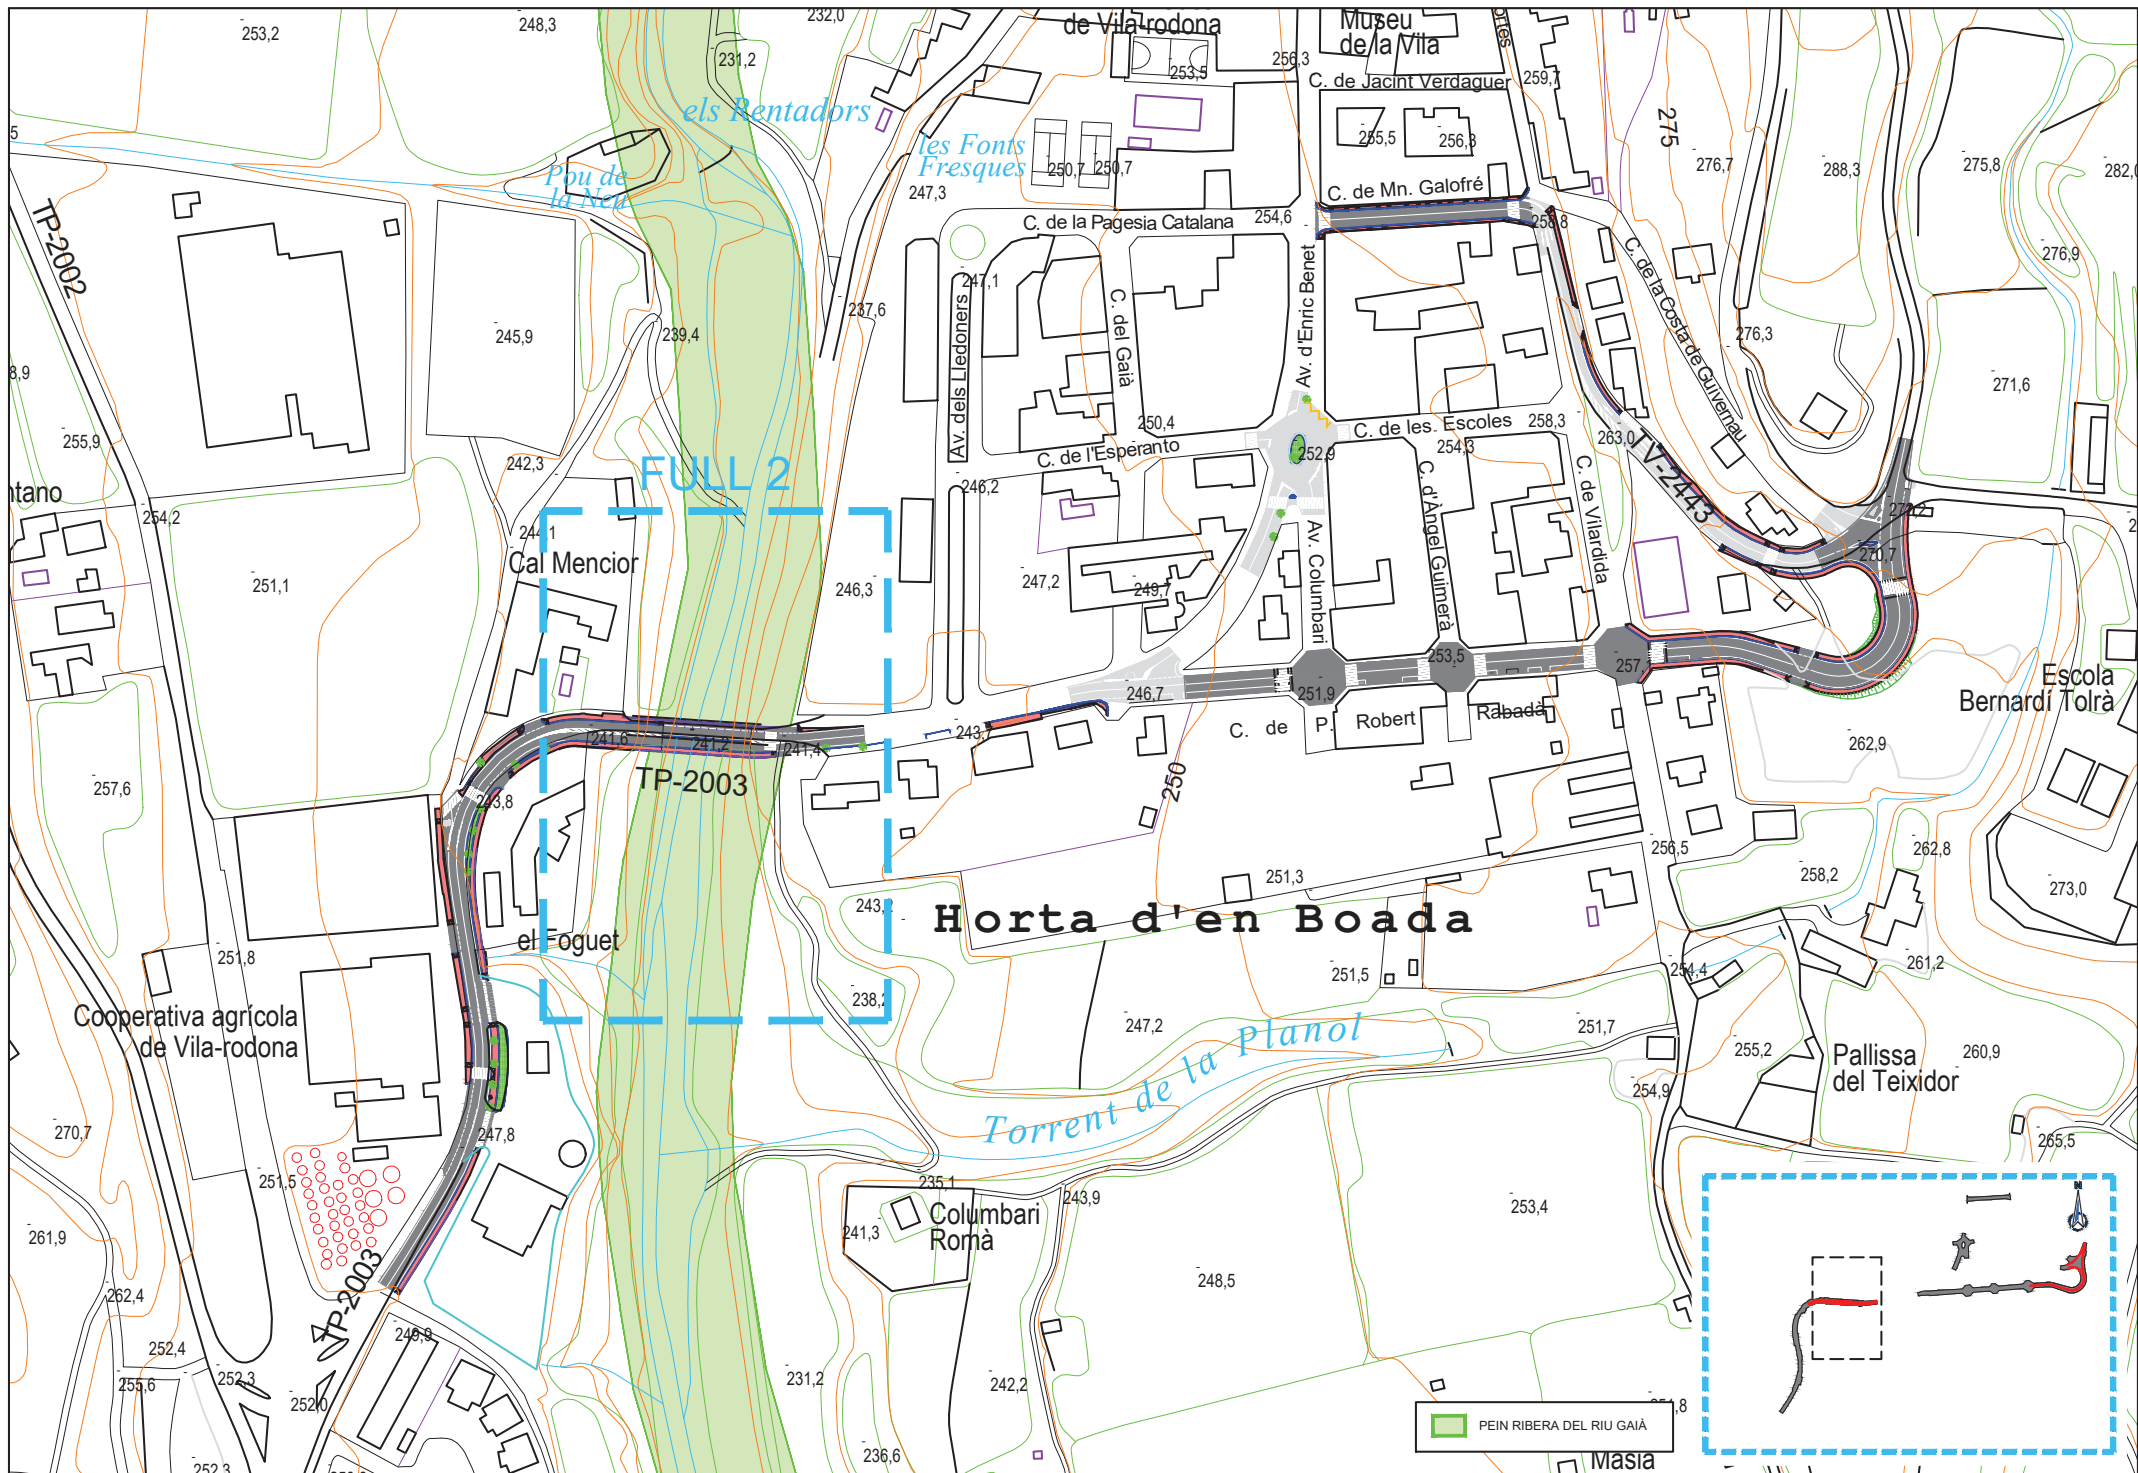 253,2
248,3
232,0
de Vila-rodona
Museu
de la Vila
231,2
253,5
256,3
259,7
C. de Jacint Verdaguer
els Rentadors
les Fonts
Fresques
250,7
250,7
255,5
256,3
275
276,7
288,3
275,8
Pou de
la Neu
247,3
C. de Mn. Galofré
C. de la Pagesia Catalana
254,6
258,8
TP-2002
276,9
247,1
237,6
245,9
239,4
276,3
Av. dels Lledoners
C. del Gaià
Av. d'Enric Benet
C. de la Costa de Guivernau
271,6
255,9
242,3
FULL 2
250,4
C. de l'Esperanto
C. de les Escoles
258,3
254,3
263,0
252,9
TV-2443
254,2
246,2
244,1
Cal Mencior
251,1
246,3
247,2
249,7
Av. Columbari
C. d'Àngel Guimerà
C. de Vilardida
272,2
270,7
253,5
257,1
251,9
246,7
Escola
Bernardí Tolrà
C. de P. Robert Rabadà
243,7
241,6
241,2
241,4
TP-2003
262,9
257,6
243,8
250
256,5
262,8
258,2
273,0
251,3
243,2
Horta d'en Boada
el Foguet
251,8
251,5
254,4
261,2
238,2
Cooperativa agrícola
de Vila-rodona
247,2
Torrent de la Planol
251,7
255,2
Pallissa
del Teixidor
260,9
254,9
270,7
247,8
265,5
251,5
235,1
243,9
253,4
241,3
Columbari
Romà
261,9
248,5
262,4
TP-2003
249,9
252,4
252,3
255,6
252,0
231,2
242,2
236,6
252,3
PEIN RIBERA DEL RIU GAIÀ
Masia
N